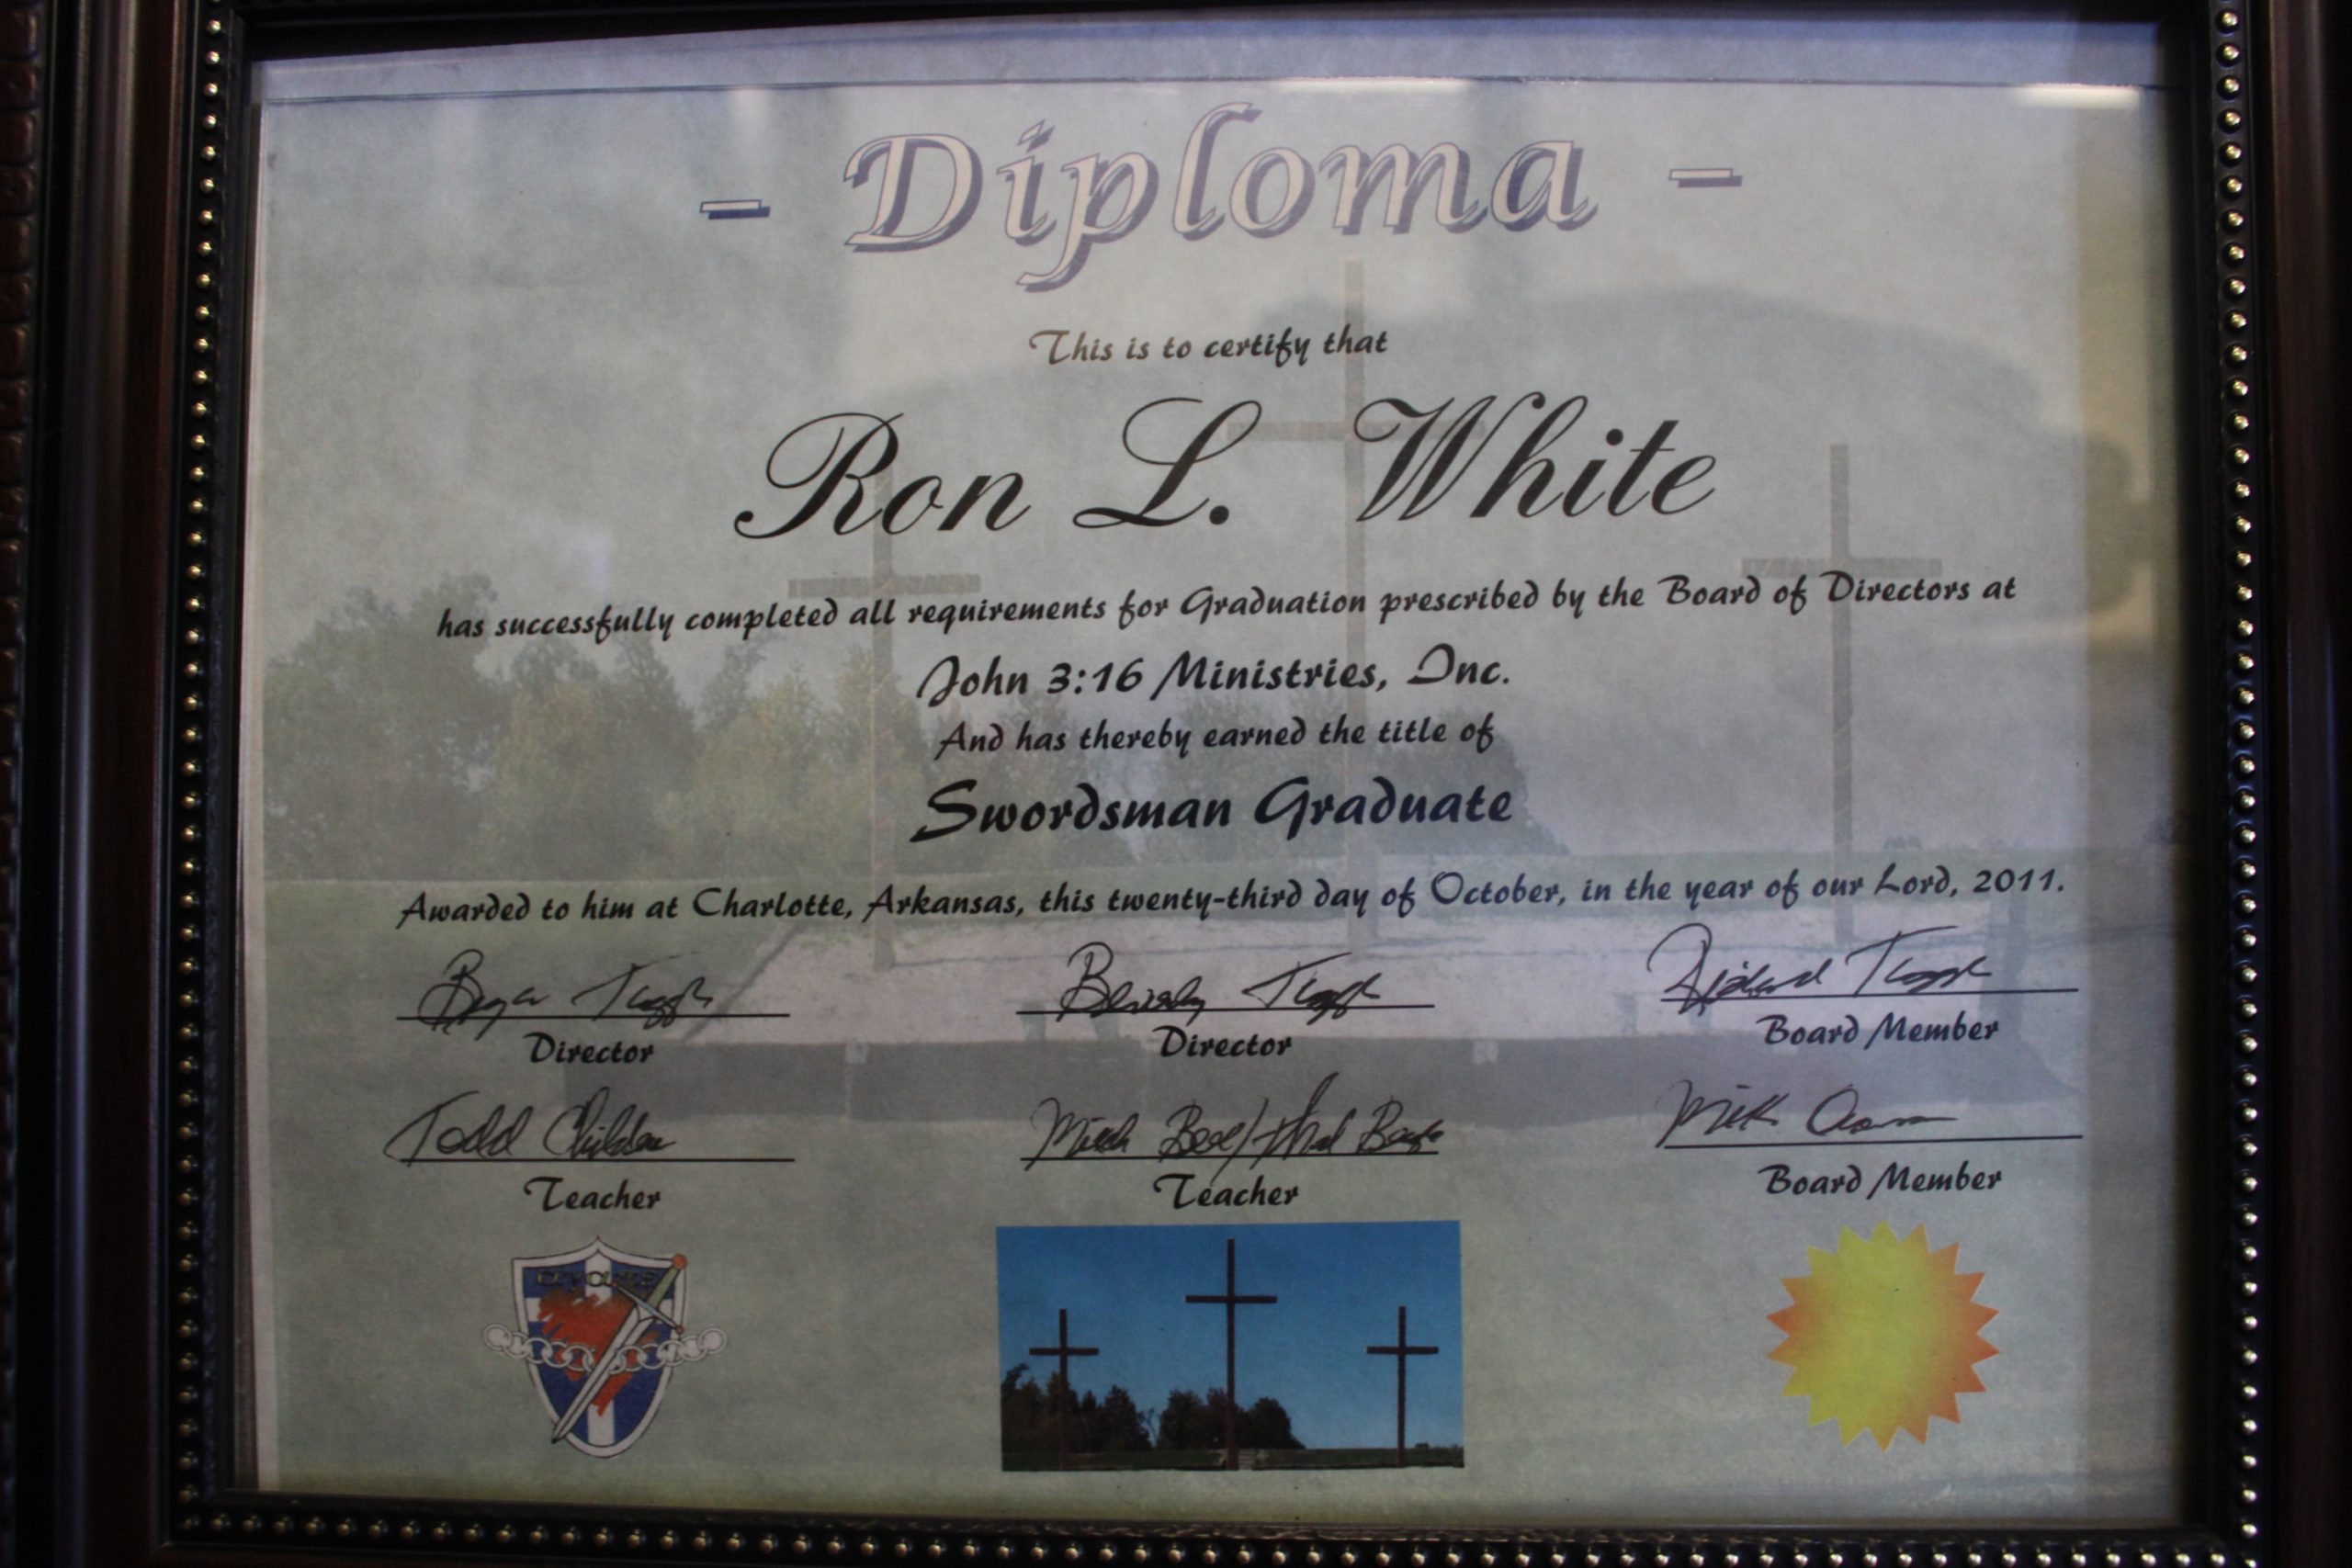 - Diploma -
This is to certify that
Ron L. White
has successfully completed all requirements for Graduation prescribed by the Board of Directors at
John 3:16 Ministries, Inc.
And has thereby earned the title of
Swordsman Graduate
Awarded to him at Charlotte, Arkansas, this twenty-third day of October, in the year of our Lord, 2011.
Beverly
Director Director Board Member
Todd
Teacher Teacher Board Member